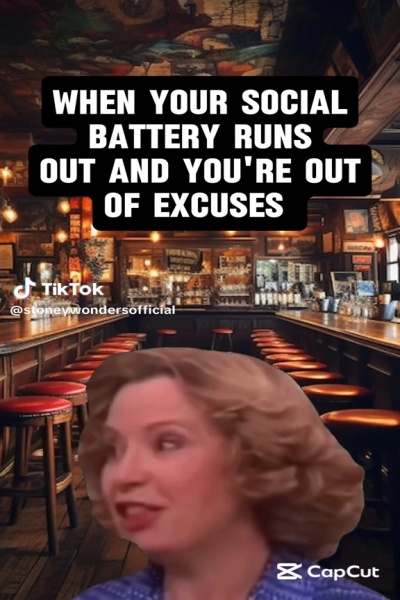 WHEN YOUR SOCIAL
BATTERY RUNS
OUT AND YOU'RE OUT
OF EXCUSES
TikTok
@stoneywondersofficial
CapCut